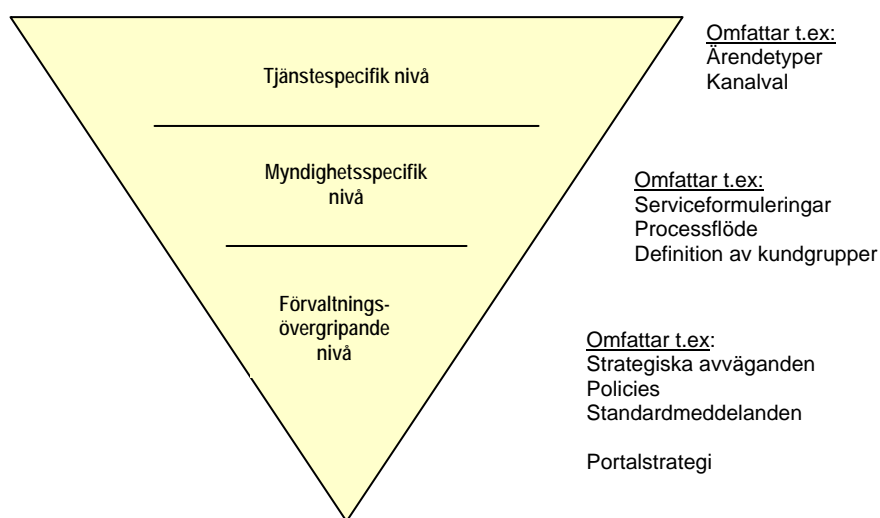 Tjänstespecifik nivå
Omfattar t.ex:
Ärendetyper
Kanalval
Myndighetsspecifik
nivå
Omfattar t.ex:
Serviceformuleringar
Processflöde
Definition av kundgrupper
Förvaltnings-
övergripande
nivå
Omfattar t.ex:
Strategiska avväganden
Policies
Standardmeddelanden
Portalstrategi